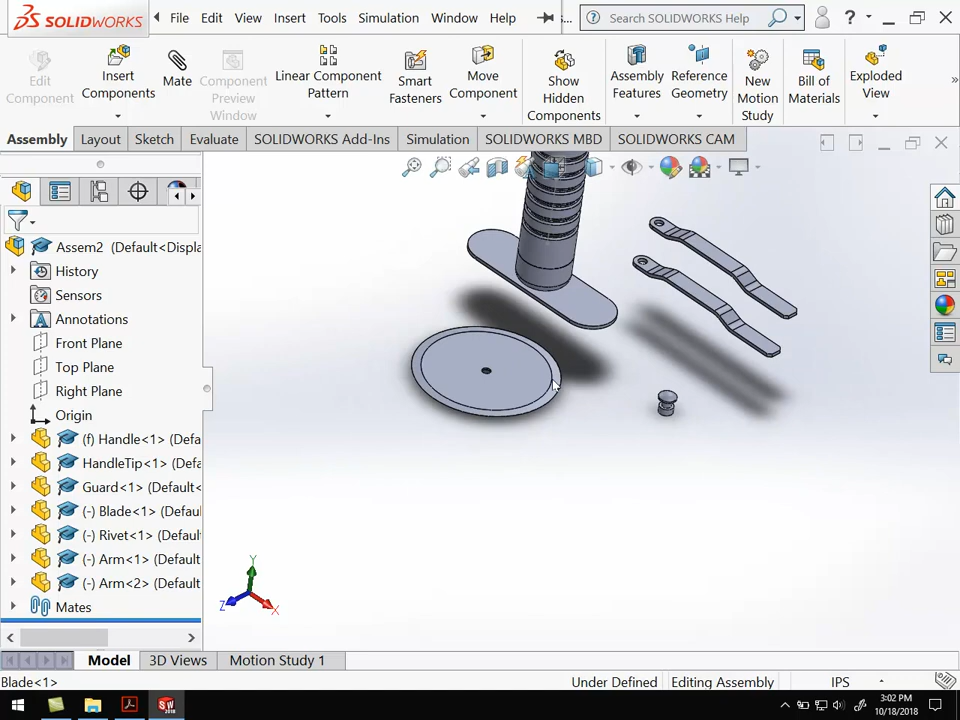 SOLIDWORKS File Edit View Insert Tools Simulation Window Help s... Search SOLIDWORKS Help ?
Edit Component
Insert Components
Mate
Component Preview Window
Linear Component Pattern
Smart Fasteners
Move Component
Show Hidden Components
Assembly Features
Reference Geometry
New Motion Study
Bill of Materials
Exploded View
Assembly Layout Sketch Evaluate SOLIDWORKS Add-Ins Simulation SOLIDWORKS MBD SOLIDWORKS CAM
Assem2 (Default<Displa
History
Sensors
Annotations
Front Plane
Top Plane
Right Plane
Origin
(f) Handle<1> (Defa
HandleTip<1> (Defa
Guard<1> (Default<
(-) Blade<1> (Defaul
(-) Rivet<1> (Default
(-) Arm<1> (Default
(-) Arm<2> (Default
Mates
Y
Z
X
Model 3D Views Motion Study 1
Blade<1> Under Defined Editing Assembly IPS
SW 2018
3:02 PM
10/18/2018